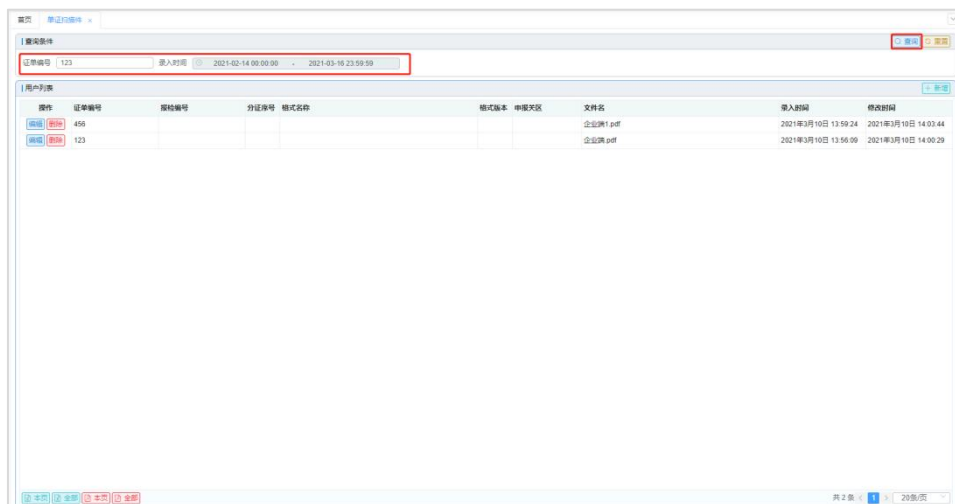 首页 单证扫描件 ×
查询条件 查询 重置
证单编号 123 录入时间 2021-02-14 00:00:00 - 2021-03-16 23:59:59
用户列表 + 新增
操作 证单编号 报检编号 分证序号 格式名称 格式版本 申报关区 文件名 录入时间 修改时间
编辑 删除 456 企业端1.pdf 2021年3月10日 13:59:24 2021年3月10日 14:03:44
编辑 删除 123 企业端.pdf 2021年3月10日 13:56:09 2021年3月10日 14:00:29
本页 全部 本页 全部 共 2 条 < 1 > 20条/页